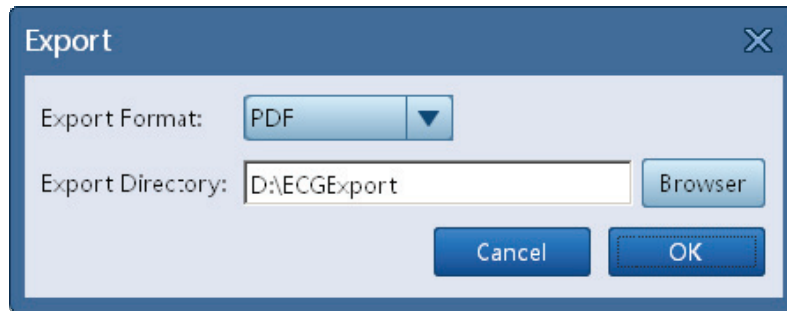 Export
Export Format: PDF
Export Directory: D:\ECGExport Browser
Cancel OK